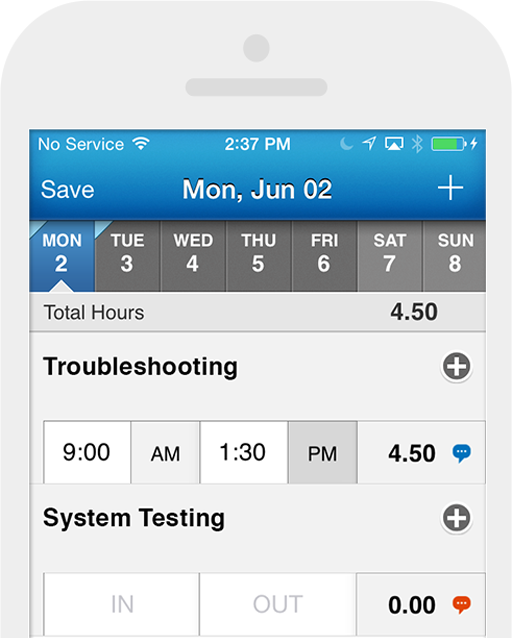 No Service 2:37 PM
Save Mon, Jun 02
MON TUE WED THU FRI SAT SUN
2 3 4 5 6 7 8
Total Hours 4.50
Troubleshooting
9:00 AM 1:30 PM 4.50
System Testing
IN OUT 0.00